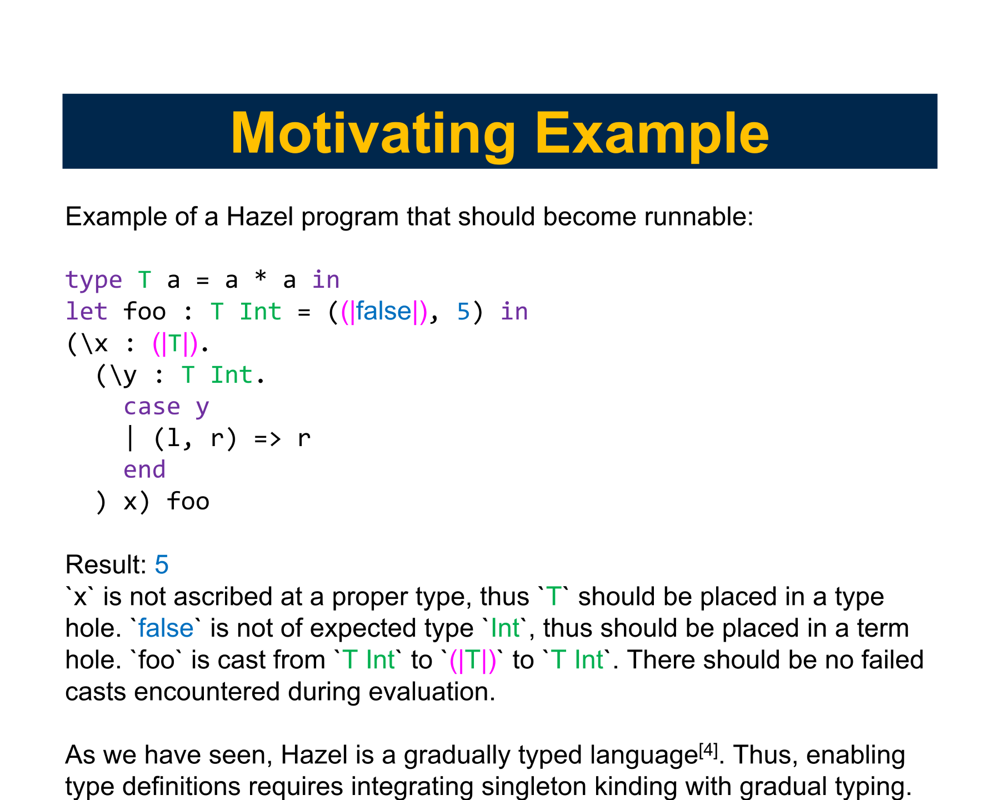 Motivating Example
Example of a Hazel program that should become runnable:
type T a = a * a in
let foo : T Int = ((|false|), 5) in
(\x : (|T|).
  (\y : T Int.
    case y
    | (l, r) => r
    end
  ) x) foo
Result: 5
`x` is not ascribed at a proper type, thus `T` should be placed in a type
hole. `false` is not of expected type `Int`, thus should be placed in a term
hole. `foo` is cast from `T Int` to `(|T|)` to `T Int`. There should be no failed
casts encountered during evaluation.
As we have seen, Hazel is a gradually typed language[4]. Thus, enabling
type definitions requires integrating singleton kinding with gradual typing.